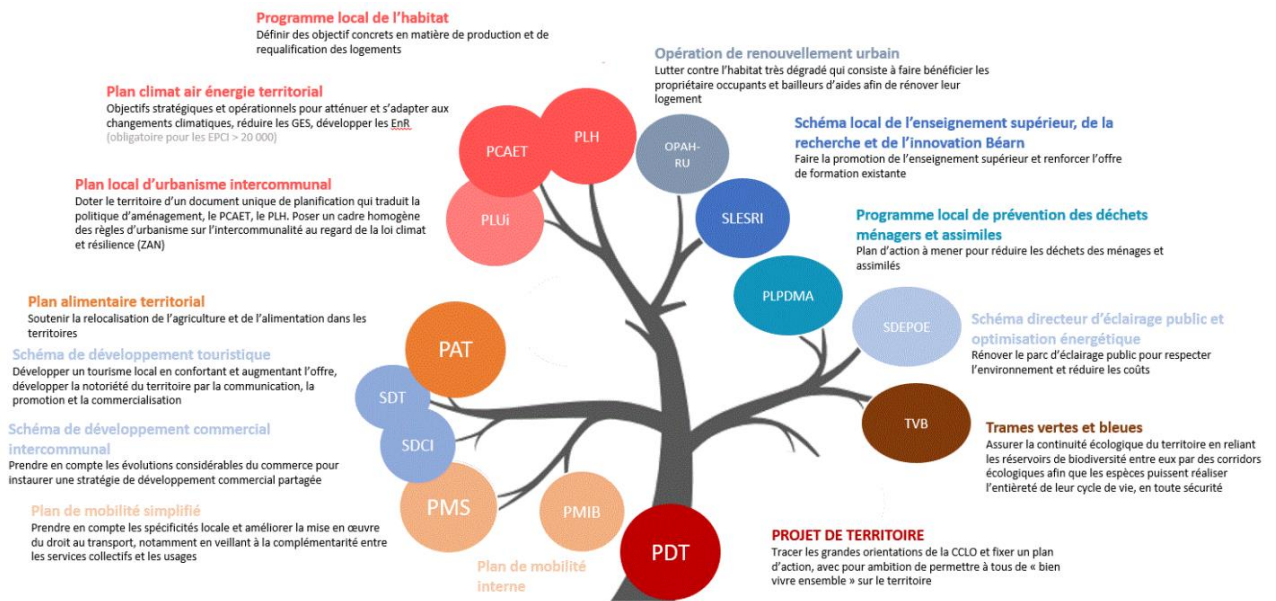 Programme local de l'habitat
Définir des objectif concrets en matière de production et de
requalification des logements
Plan climat air énergie territorial
Objectifs stratégiques et opérationnels pour atténuer et s'adapter aux
changements climatiques, réduire les GES, développer les EnR
(obligatoire pour les EPCI > 20 000)
Plan local d'urbanisme intercommunal
Doter le territoire d'un document unique de planification qui traduit la
politique d'aménagement, le PCAET, le PLH. Poser un cadre homogène
des règles d'urbanisme sur l'intercommunalité au regard de la loi climat
et résilience (ZAN)
Plan alimentaire territorial
Soutenir la relocalisation de l'agriculture et de l'alimentation dans les
territoires
Schéma de développement touristique
Développer un tourisme local en confortant et augmentant l'offre,
développer la notoriété du territoire par la communication, la
promotion et la commercialisation
Schéma de développement commercial
intercommunal
Prendre en compte les évolutions considérables du commerce pour
instaurer une stratégie de développement commercial partagée
Plan de mobilité simplifié
Prendre en compte les spécificités locale et améliorer la mise en œuvre
du droit au transport, notamment en veillant à la complémentarité entre
les services collectifs et les usages
Plan de mobilité
interne
PCAET
PLH
PLUi
OPAH-
RU
SLESRI
PLPDMA
SDEPOE
TVB
PAT
SDT
SDCI
PMS
PMIB
PDT
Opération de renouvellement urbain
Lutter contre l'habitat très dégradé qui consiste à faire bénéficier les
propriétaire occupants et bailleurs d'aides afin de rénover leur
logement
Schéma local de l'enseignement supérieur, de la
recherche et de l'innovation Béarn
Faire la promotion de l'enseignement supérieur et renforcer l'offre
de formation existante
Programme local de prévention des déchets
ménagers et assimiles
Plan d'action à mener pour réduire les déchets des ménages et
assimilés
Schéma directeur d'éclairage public et
optimisation énergétique
Rénover le parc d'éclairage public pour respecter
l'environnement et réduire les coûts
Trames vertes et bleues
Assurer la continuité écologique du territoire en reliant
les réservoirs de biodiversité entre eux par des corridors
écologiques afin que les espèces puissent réaliser
l'entièreté de leur cycle de vie, en toute sécurité
PROJET DE TERRITOIRE
Tracer les grandes orientations de la CCLO et fixer un plan
d'action, avec pour ambition de permettre à tous de « bien
vivre ensemble » sur le territoire